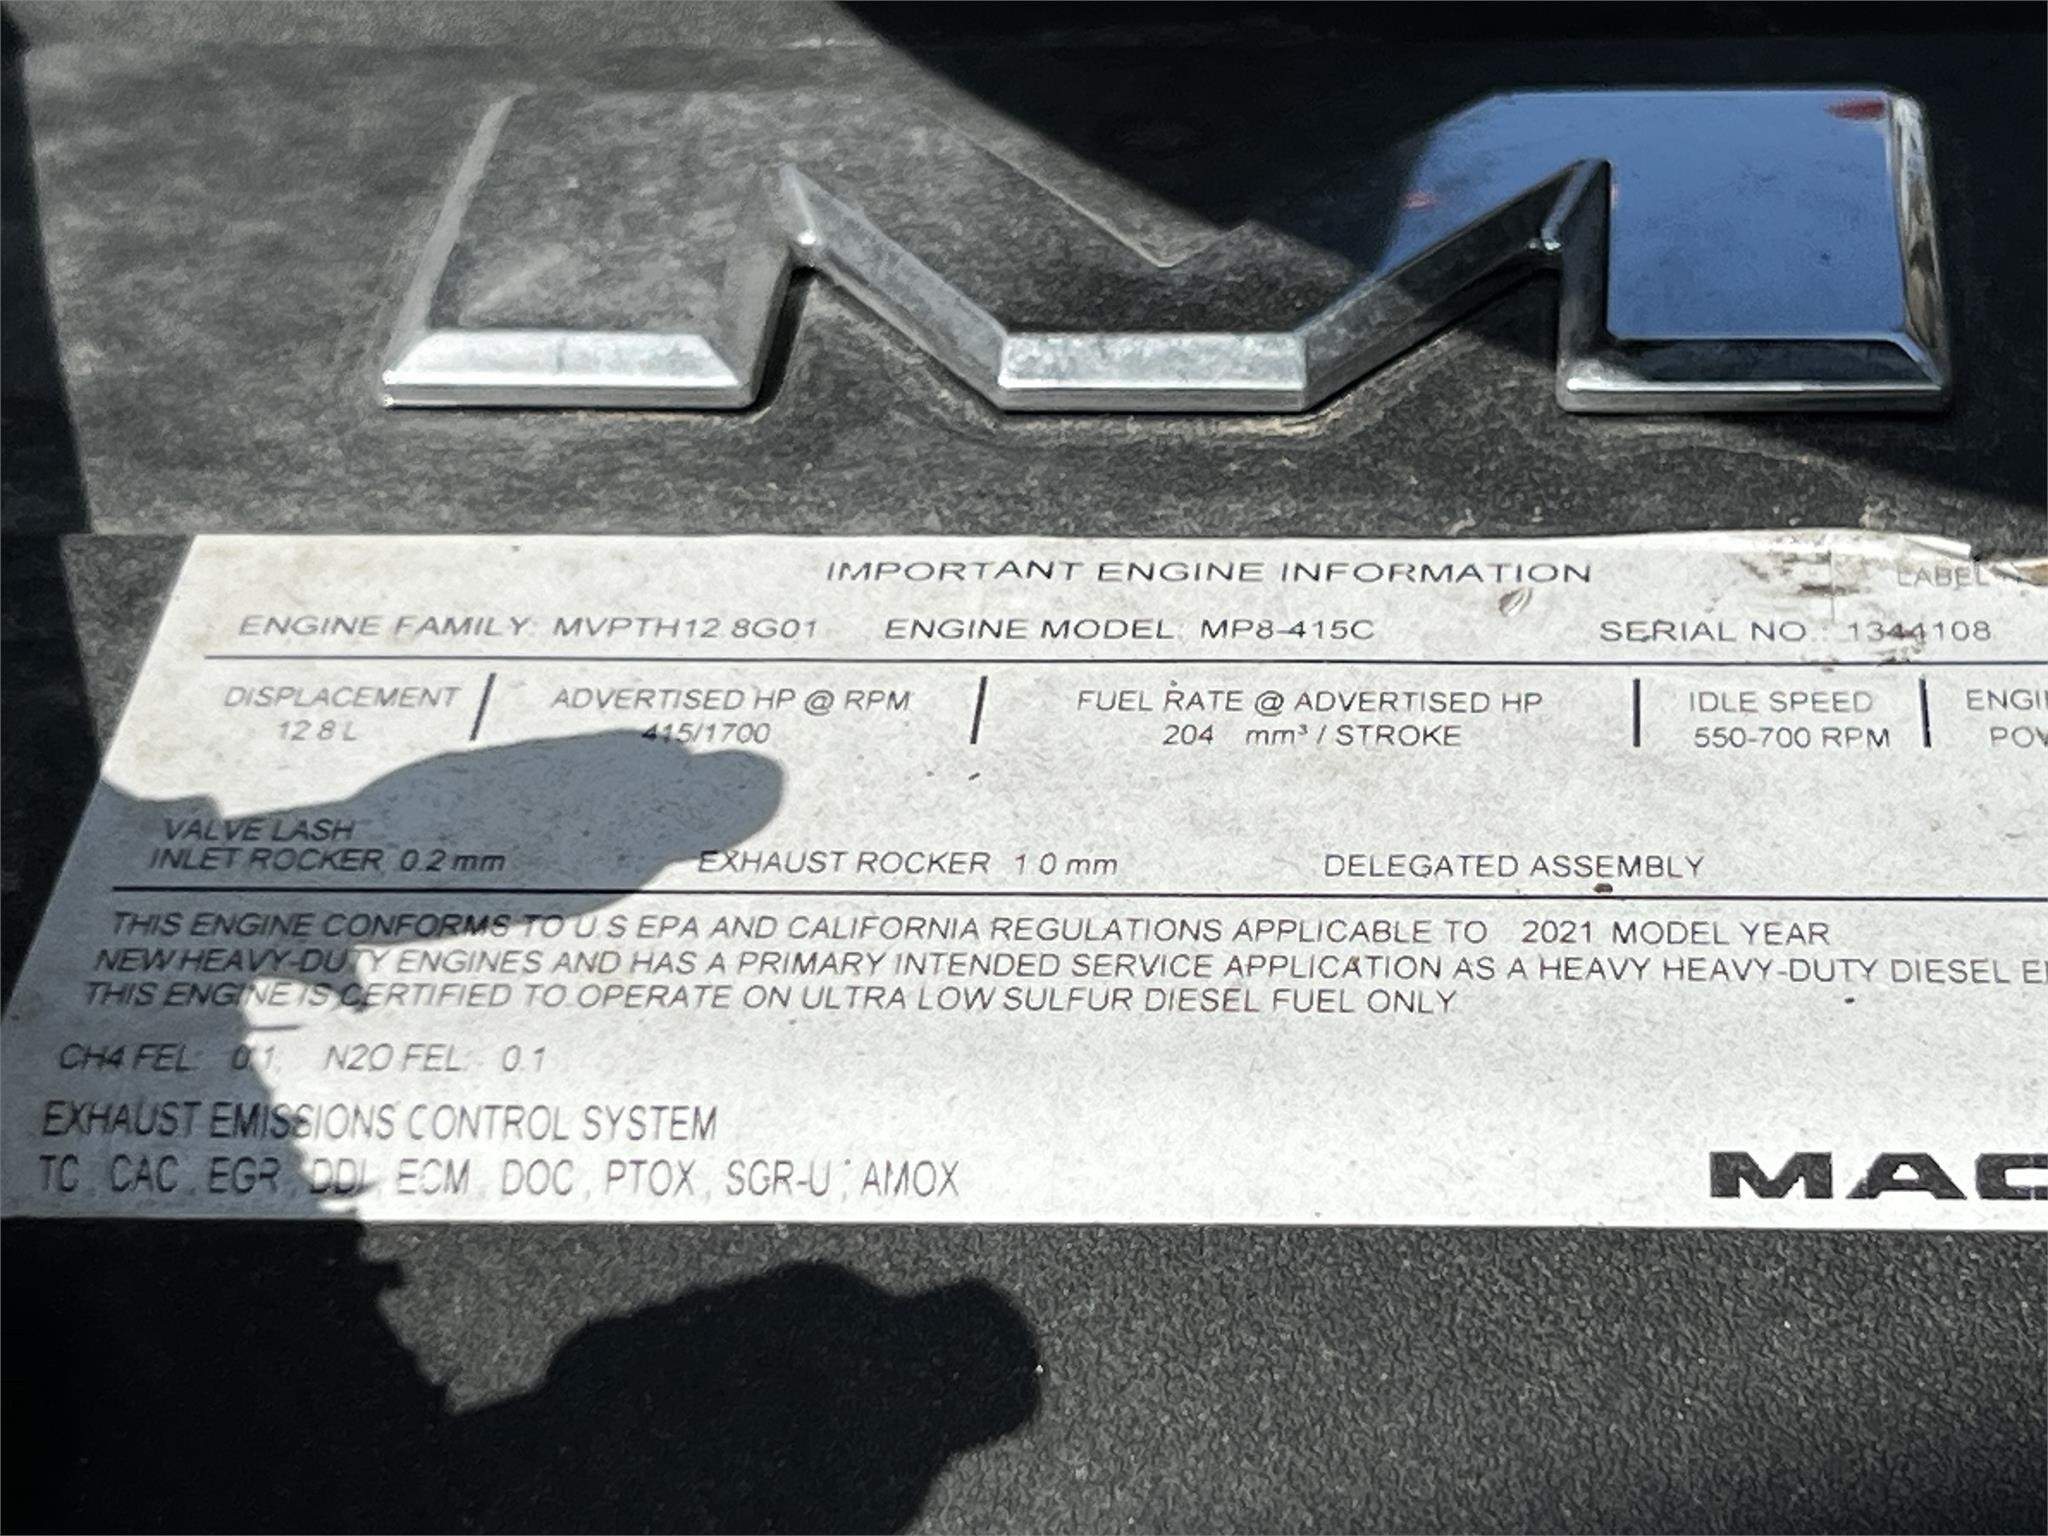 IMPORTANT ENGINE INFORMATION
LABEL
ENGINE FAMILY: MVPTH12.8G01 ENGINE MODEL: MP8-415C SERIAL NO.: 1344108
DISPLACEMENT ADVERTISED HP @ RPM FUEL RATE @ ADVERTISED HP IDLE SPEED ENGI
12.8 L 415/1700 204 mm³ / STROKE 550-700 RPM POV
VALVE LASH
INLET ROCKER 0.2 mm EXHAUST ROCKER 1.0 mm DELEGATED ASSEMBLY
THIS ENGINE CONFORMS TO U.S EPA AND CALIFORNIA REGULATIONS APPLICABLE TO 2021 MODEL YEAR
NEW HEAVY-DUTY ENGINES AND HAS A PRIMARY INTENDED SERVICE APPLICATION AS A HEAVY HEAVY-DUTY DIESEL E
THIS ENGINE IS CERTIFIED TO OPERATE ON ULTRA LOW SULFUR DIESEL FUEL ONLY
CH4 FEL: 0.1, N2O FEL: 0.1
EXHAUST EMISSIONS CONTROL SYSTEM
TC, CAC, EGR, DDI, ECM, DOC, PTOX, SCR-U, AMOX
MAC